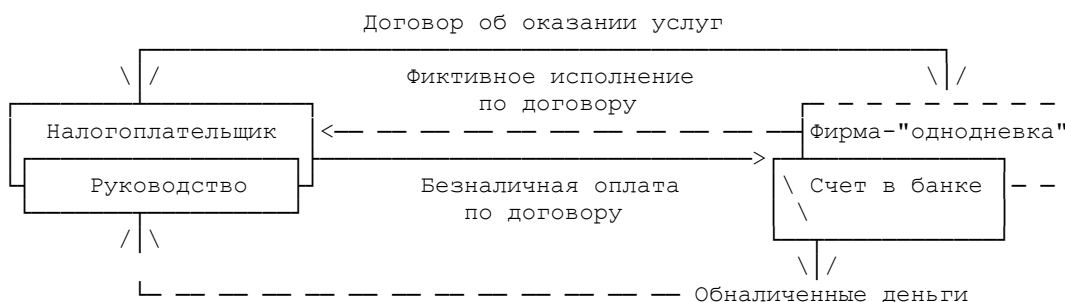 Договор об оказании услуг
Фиктивное исполнение
по договору
Налогоплательщик
Фирма-"однодневка"
Руководство
Безналичная оплата
по договору
Счет в банке
Обналиченные деньги